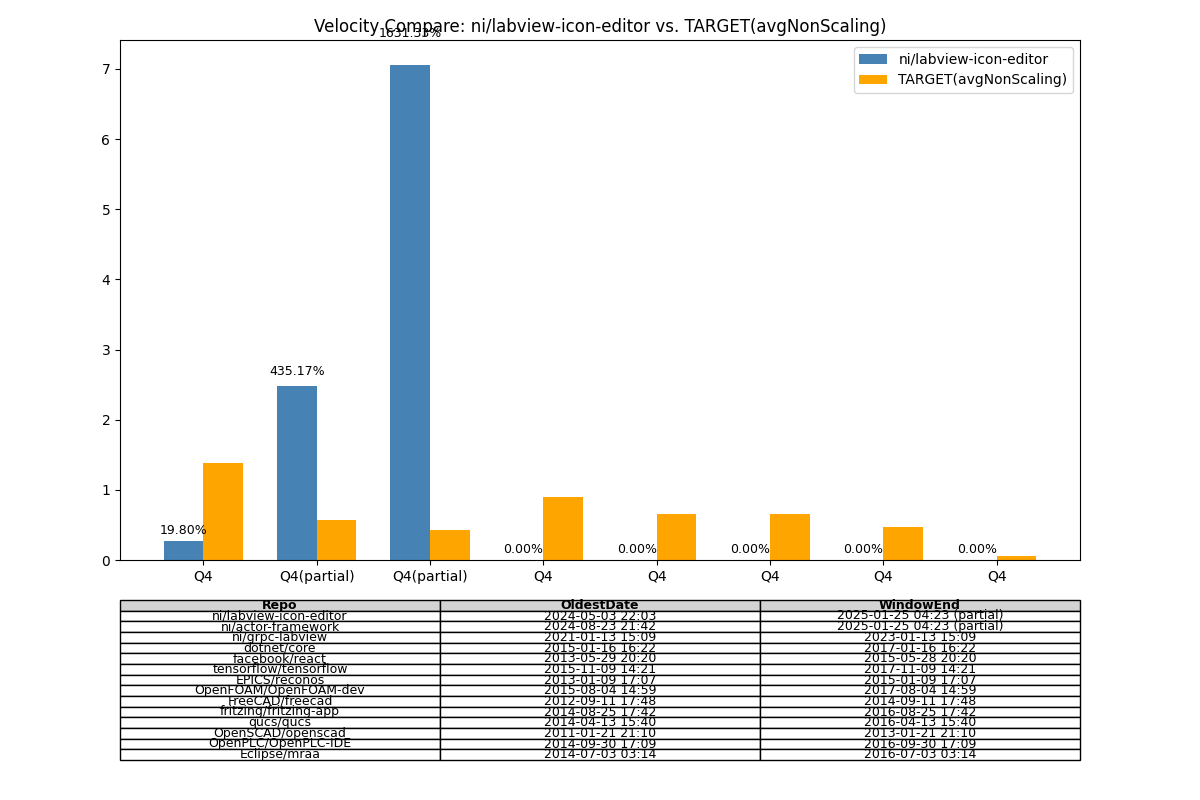 Velocity Compare: ni/labview-icon-editor vs. TARGET(avgNonScaling)
1631.33%
ni/labview-icon-editor
TARGET(avgNonScaling)
7
6
5
4
3
2
1
0
435.17%
19.80%
0.00% 0.00% 0.00% 0.00% 0.00%
Q4 Q4(partial) Q4(partial) Q4 Q4 Q4 Q4 Q4
Repo OldestDate WindowEnd
ni/labview-icon-editor 2024-05-03 22:03 2025-01-25 04:23 (partial)
ni/actor-framework 2024-08-23 21:42 2025-01-25 04:23 (partial)
ni/grpc-labview 2021-01-13 15:09 2023-01-13 15:09
dotnet/core 2015-01-16 16:22 2017-01-16 16:22
facebook/react 2013-05-29 20:20 2015-05-28 20:20
tensorflow/tensorflow 2015-11-09 14:21 2017-11-09 14:21
EPICS/reconos 2013-01-09 17:07 2015-01-09 17:07
OpenFOAM/OpenFOAM-dev 2015-08-04 14:59 2017-08-04 14:59
FreeCAD/freecad 2012-09-11 17:48 2014-09-11 17:48
fritzing/fritzing-app 2014-08-25 17:42 2016-08-25 17:42
qucs/qucs 2014-04-13 15:40 2016-04-13 15:40
OpenSCAD/openscad 2011-01-21 21:10 2013-01-21 21:10
OpenPLC/OpenPLC-IDE 2014-09-30 17:09 2016-09-30 17:09
Eclipse/mraa 2014-07-03 03:14 2016-07-03 03:14